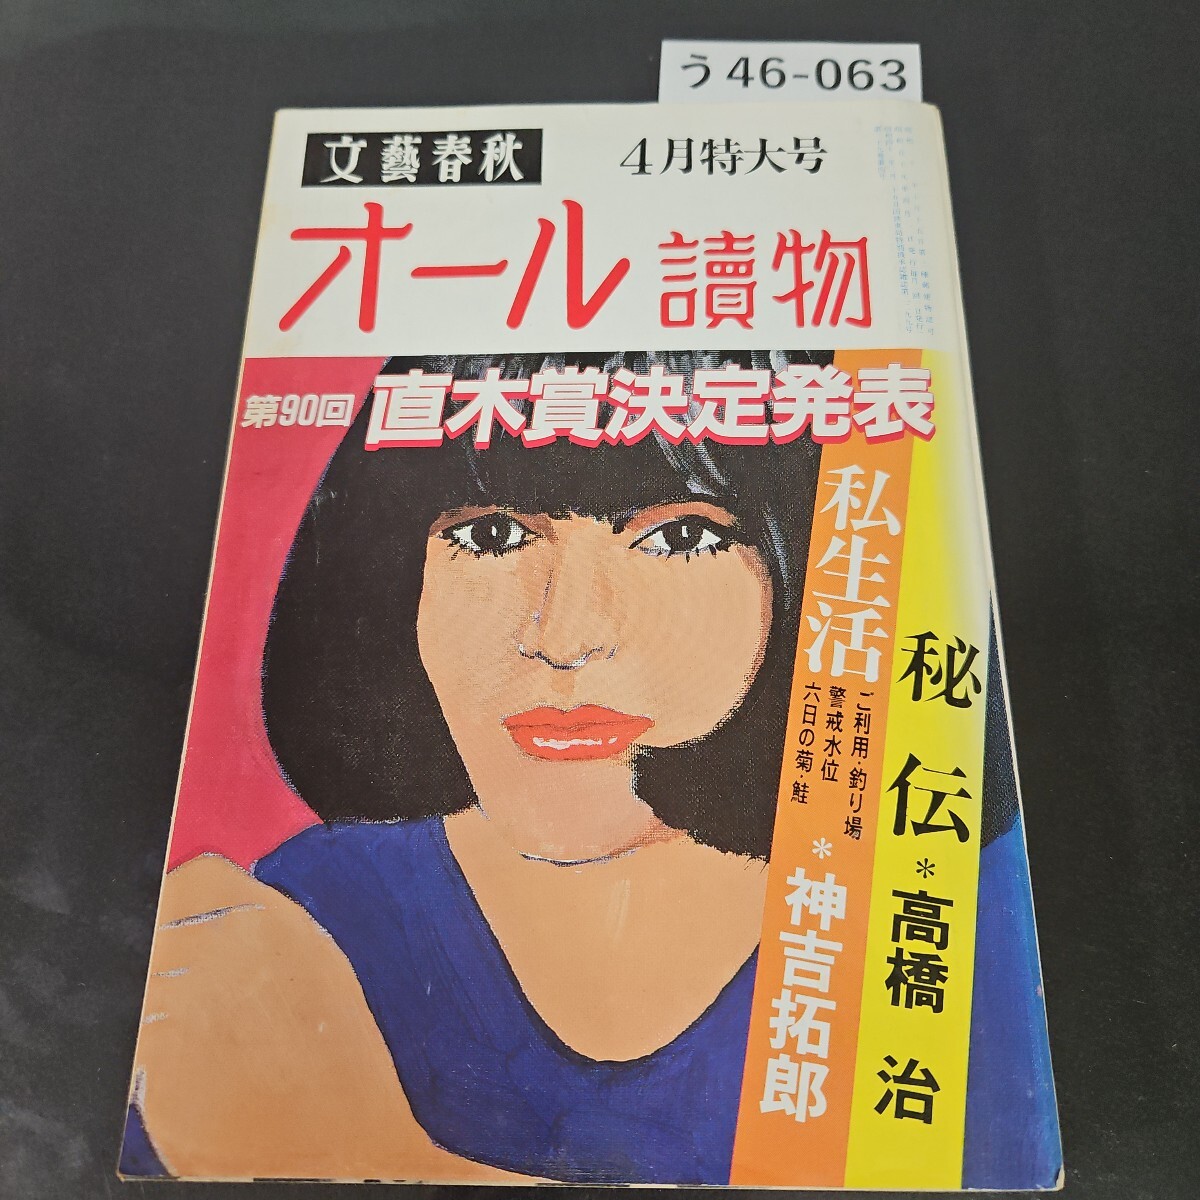 う46-063
文藝春秋
4月特大号
オール讀物
第90回 直木賞決定発表
秘伝*高橋 治
私生活
ご利用・釣り場
警戒水位
六日の菊・鮭
*神吉拓郎